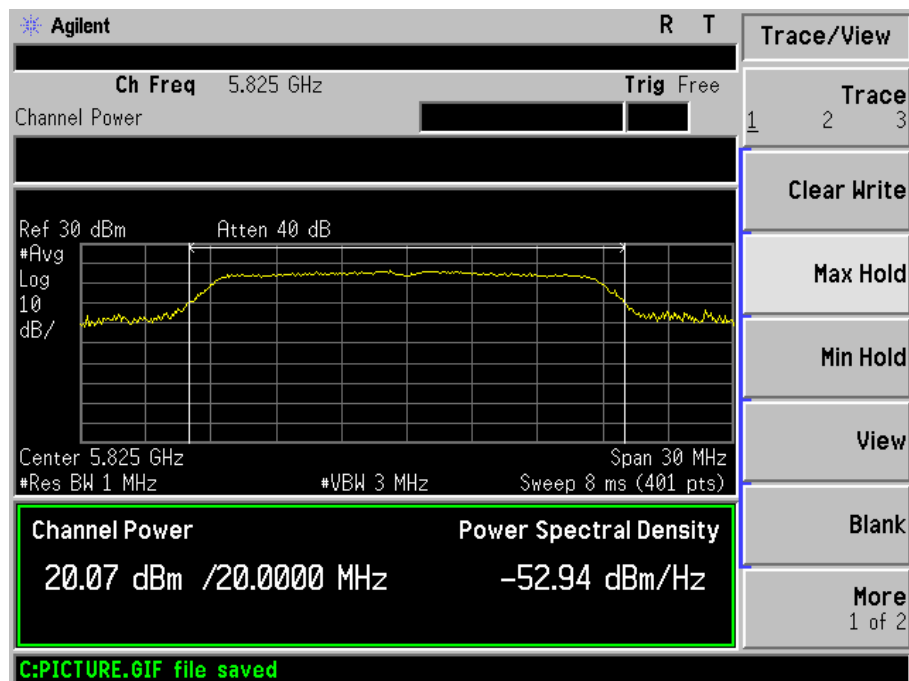 Agilent
R T
Trace/View
Ch Freq 5.825 GHz
Trig Free
Channel Power
Trace
1 2 3
Clear Write
Max Hold
Min Hold
View
Blank
More
1 of 2
Ref 30 dBm
Atten 40 dB
#Avg
Log
10
dB/
Center 5.825 GHz
Span 30 MHz
#Res BW 1 MHz
#VBW 3 MHz
Sweep 8 ms (401 pts)
Channel Power
Power Spectral Density
20.07 dBm /20.0000 MHz
-52.94 dBm/Hz
C:PICTURE.GIF file saved